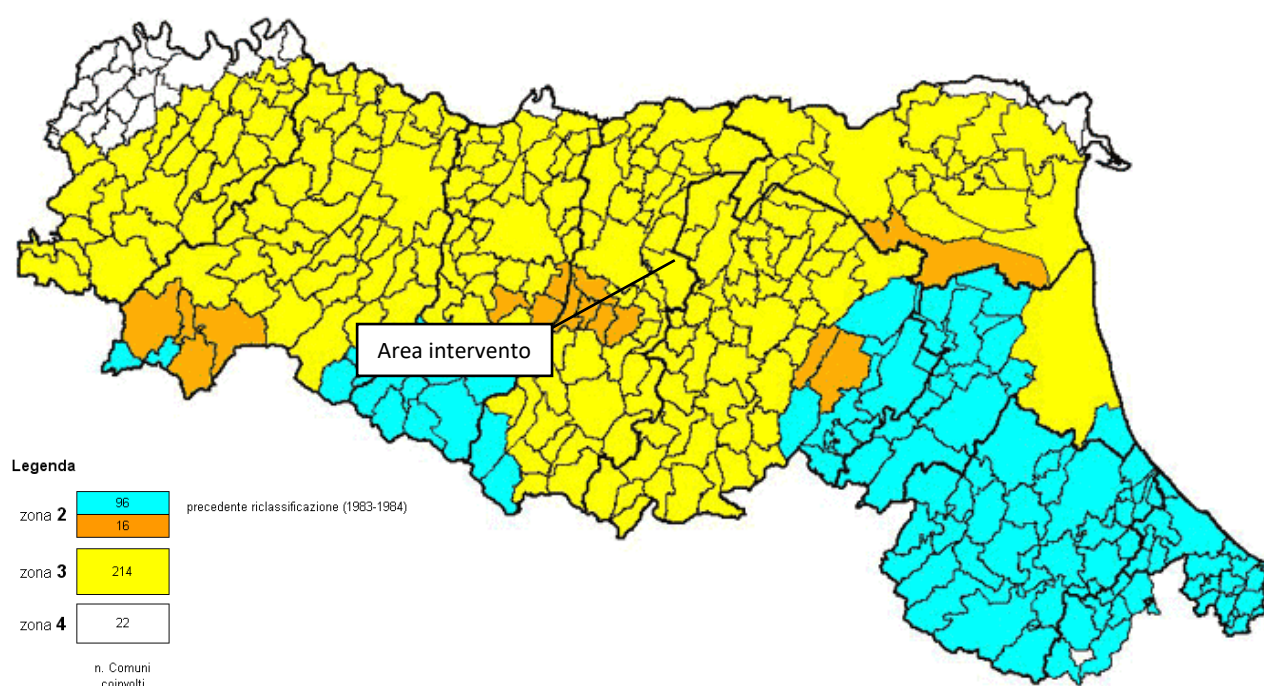 Area intervento
Legenda
zona 2
96
precedente riclassificazione (1983-1984)
16
zona 3
214
zona 4
22
n. Comuni
coinvolti